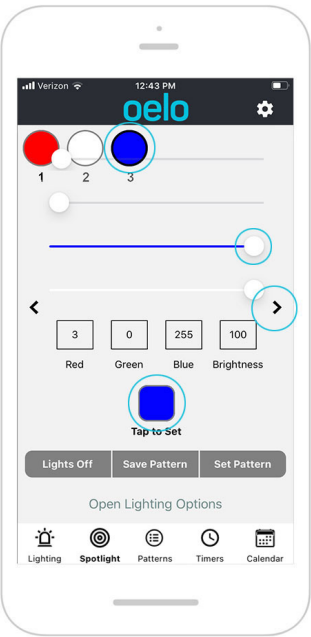 Verizon 12:43 PM
oelo
1 2 3
3 0 255 100
Red Green Blue Brightness
Tap to Set
Lights Off Save Pattern Set Pattern
Open Lighting Options
Lighting Spotlight Patterns Timers Calendar